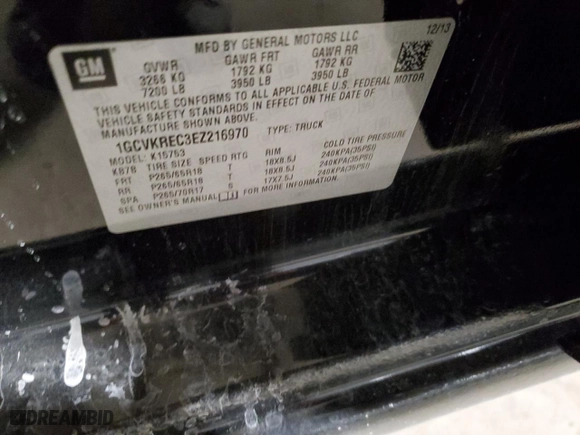 GM
MFD BY GENERAL MOTORS LLC
12/13
GVWR GAWR FRT GAWR RR
3266 KG 1792 KG 1792 KG
7200 LB 3950 LB 3950 LB
THIS VEHICLE CONFORMS TO ALL APPLICABLE U.S. FEDERAL MOTOR
VEHICLE SAFETY STANDARDS IN EFFECT ON THE DATE OF
MANUFACTURE SHOWN ABOVE.
1GCVKREC3EZ216970 TYPE: TRUCK
MODEL: K15753
K87B TIRE SIZE SPEED RTG RIM COLD TIRE PRESSURE
FRT P265/65R18 T 18X8.5J 240KPA(35PSI)
RR P265/65R18 T 18X8.5J 240KPA(35PSI)
SPA P265/70R17 S 17X7.5J 240KPA(35PSI)
SEE OWNER'S MANUAL FOR MORE INFORMATION
DREAMBID